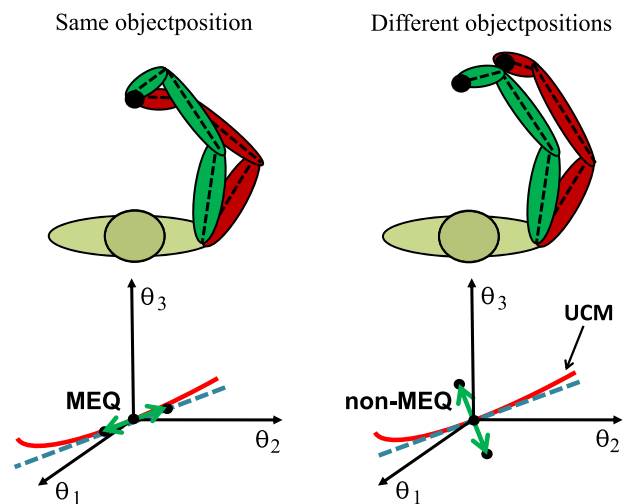 Same objectposition
Different objectpositions
θ3
MEQ
θ2
θ1
θ3
UCM
non-MEQ
θ2
θ1